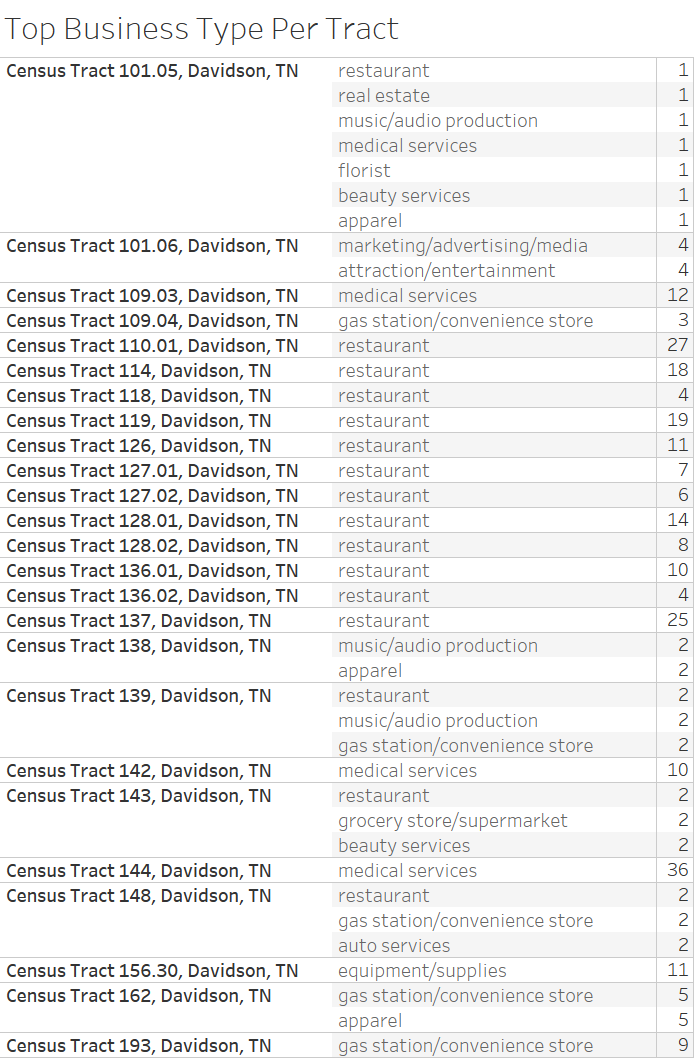 Top Business Type Per Tract
Census Tract 101.05, Davidson, TN restaurant 1
real estate 1
music/audio production 1
medical services 1
florist 1
beauty services 1
apparel 1
Census Tract 101.06, Davidson, TN marketing/advertising/media 4
attraction/entertainment 4
Census Tract 109.03, Davidson, TN medical services 12
Census Tract 109.04, Davidson, TN gas station/convenience store 3
Census Tract 110.01, Davidson, TN restaurant 27
Census Tract 114, Davidson, TN restaurant 18
Census Tract 118, Davidson, TN restaurant 4
Census Tract 119, Davidson, TN restaurant 19
Census Tract 126, Davidson, TN restaurant 11
Census Tract 127.01, Davidson, TN restaurant 7
Census Tract 127.02, Davidson, TN restaurant 6
Census Tract 128.01, Davidson, TN restaurant 14
Census Tract 128.02, Davidson, TN restaurant 8
Census Tract 136.01, Davidson, TN restaurant 10
Census Tract 136.02, Davidson, TN restaurant 4
Census Tract 137, Davidson, TN restaurant 25
Census Tract 138, Davidson, TN music/audio production 2
apparel 2
Census Tract 139, Davidson, TN restaurant 2
music/audio production 2
gas station/convenience store 2
Census Tract 142, Davidson, TN medical services 10
Census Tract 143, Davidson, TN restaurant 2
grocery store/supermarket 2
beauty services 2
Census Tract 144, Davidson, TN medical services 36
Census Tract 148, Davidson, TN restaurant 2
gas station/convenience store 2
auto services 2
Census Tract 156.30, Davidson, TN equipment/supplies 11
Census Tract 162, Davidson, TN gas station/convenience store 5
apparel 5
Census Tract 193, Davidson, TN gas station/convenience store 9